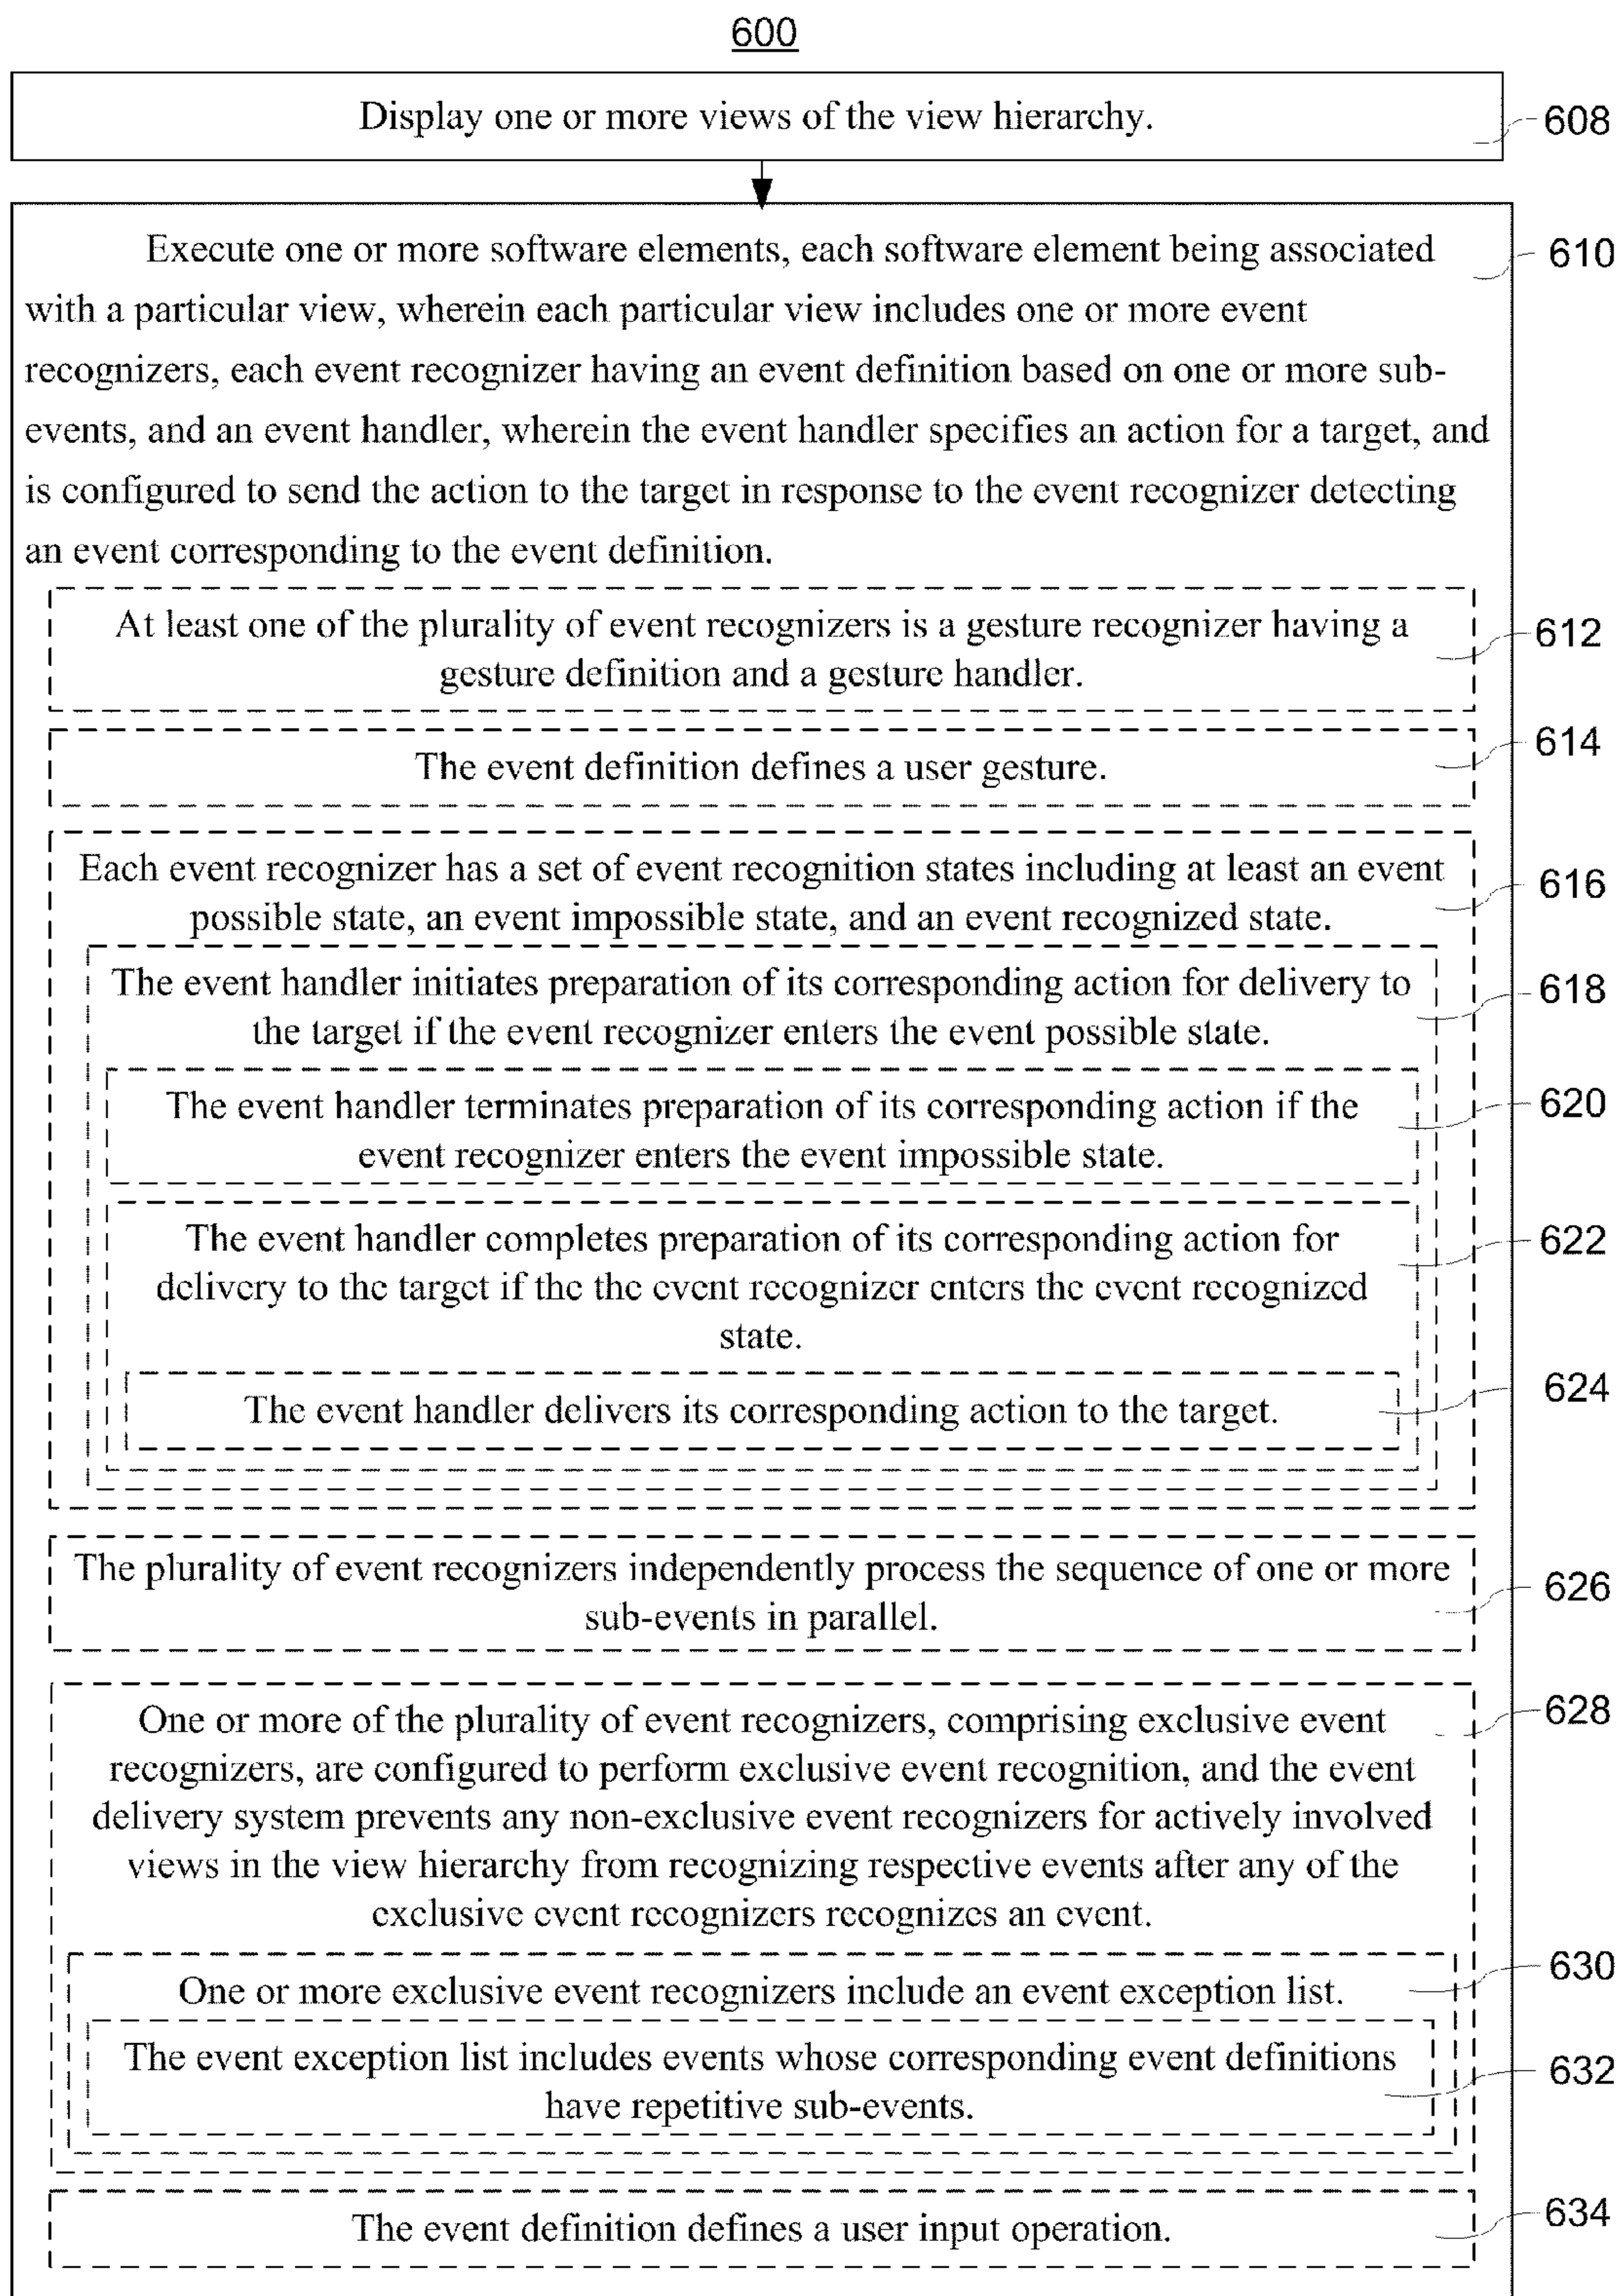 600
Display one or more views of the view hierarchy.
608
Execute one or more software elements, each software element being associated
610
with a particular view, wherein each particular view includes one or more event
recognizers, each event recognizer having an event definition based on one or more sub-
events, and an event handler, wherein the event handler specifies an action for a target, and
is configured to send the action to the target in response to the event recognizer detecting
an event corresponding to the event definition.
At least one of the plurality of event recognizers is a gesture recognizer having a
gesture definition and a gesture handler.
612
The event definition defines a user gesture.
614
Each event recognizer has a set of event recognition states including at least an event
possible state, an event impossible state, and an event recognized state.
616
The event handler initiates preparation of its corresponding action for delivery to
the target if the event recognizer enters the event possible state.
618
The event handler terminates preparation of its corresponding action if the
event recognizer enters the event impossible state.
620
The event handler completes preparation of its corresponding action for
delivery to the target if the the event recognizer enters the event recognized
state.
622
The event handler delivers its corresponding action to the target.
624
The plurality of event recognizers independently process the sequence of one or more
sub-events in parallel.
626
One or more of the plurality of event recognizers, comprising exclusive event
recognizers, are configured to perform exclusive event recognition, and the event
delivery system prevents any non-exclusive event recognizers for actively involved
views in the view hierarchy from recognizing respective events after any of the
exclusive event recognizers recognizes an event.
628
One or more exclusive event recognizers include an event exception list.
630
The event exception list includes events whose corresponding event definitions
have repetitive sub-events.
632
The event definition defines a user input operation.
634